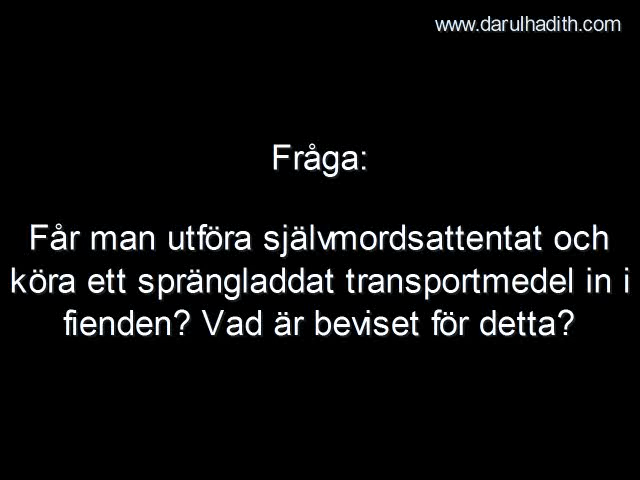 www.darulhadith.com
Fråga:
Får man utföra självmordsattentat och
köra ett sprängladdat transportmedel in i
fienden? Vad är beviset för detta?